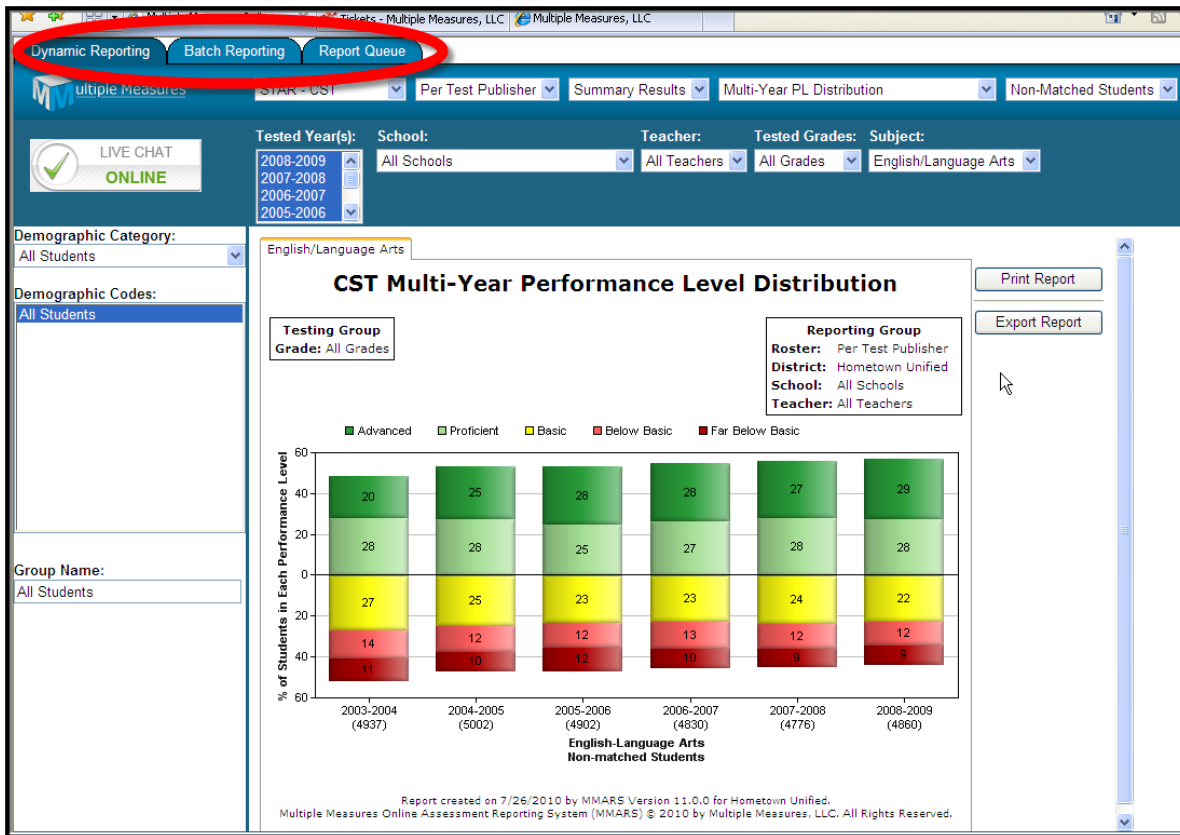 Tickets - Multiple Measures, LLC Multiple Measures, LLC
Dynamic Reporting Batch Reporting Report Queue
Multiple Measures
STAR - CST Per Test Publisher Summary Results Multi-Year PL Distribution Non-Matched Students
LIVE CHAT
ONLINE
Tested Year(s): School: Teacher: Tested Grades: Subject:
2008-2009 All Schools All Teachers All Grades English/Language Arts
2007-2008
2006-2007
2005-2006
Demographic Category:
All Students
Demographic Codes:
All Students
Group Name:
All Students
English/Language Arts
CST Multi-Year Performance Level Distribution
Print Report
Export Report
Testing Group
Grade: All Grades
Reporting Group
Roster: Per Test Publisher
District: Hometown Unified
School: All Schools
Teacher: All Teachers
Advanced Proficient Basic Below Basic Far Below Basic
% of Students in Each Performance Level
60
40
20
0
20
40
60
20 25 28 28 27 29
28 28 25 27 28 28
27 25 23 23 24 22
14 12 12 13 12 12
11 10 12 10 9 9
2003-2004 2004-2005 2005-2006 2006-2007 2007-2008 2008-2009
(4937) (5002) (4902) (4830) (4776) (4860)
English-Language Arts
Non-matched Students
Report created on 7/26/2010 by MMARS Version 11.0.0 for Hometown Unified.
Multiple Measures Online Assessment Reporting System (MMARS) © 2010 by Multiple Measures, LLC. All Rights Reserved.